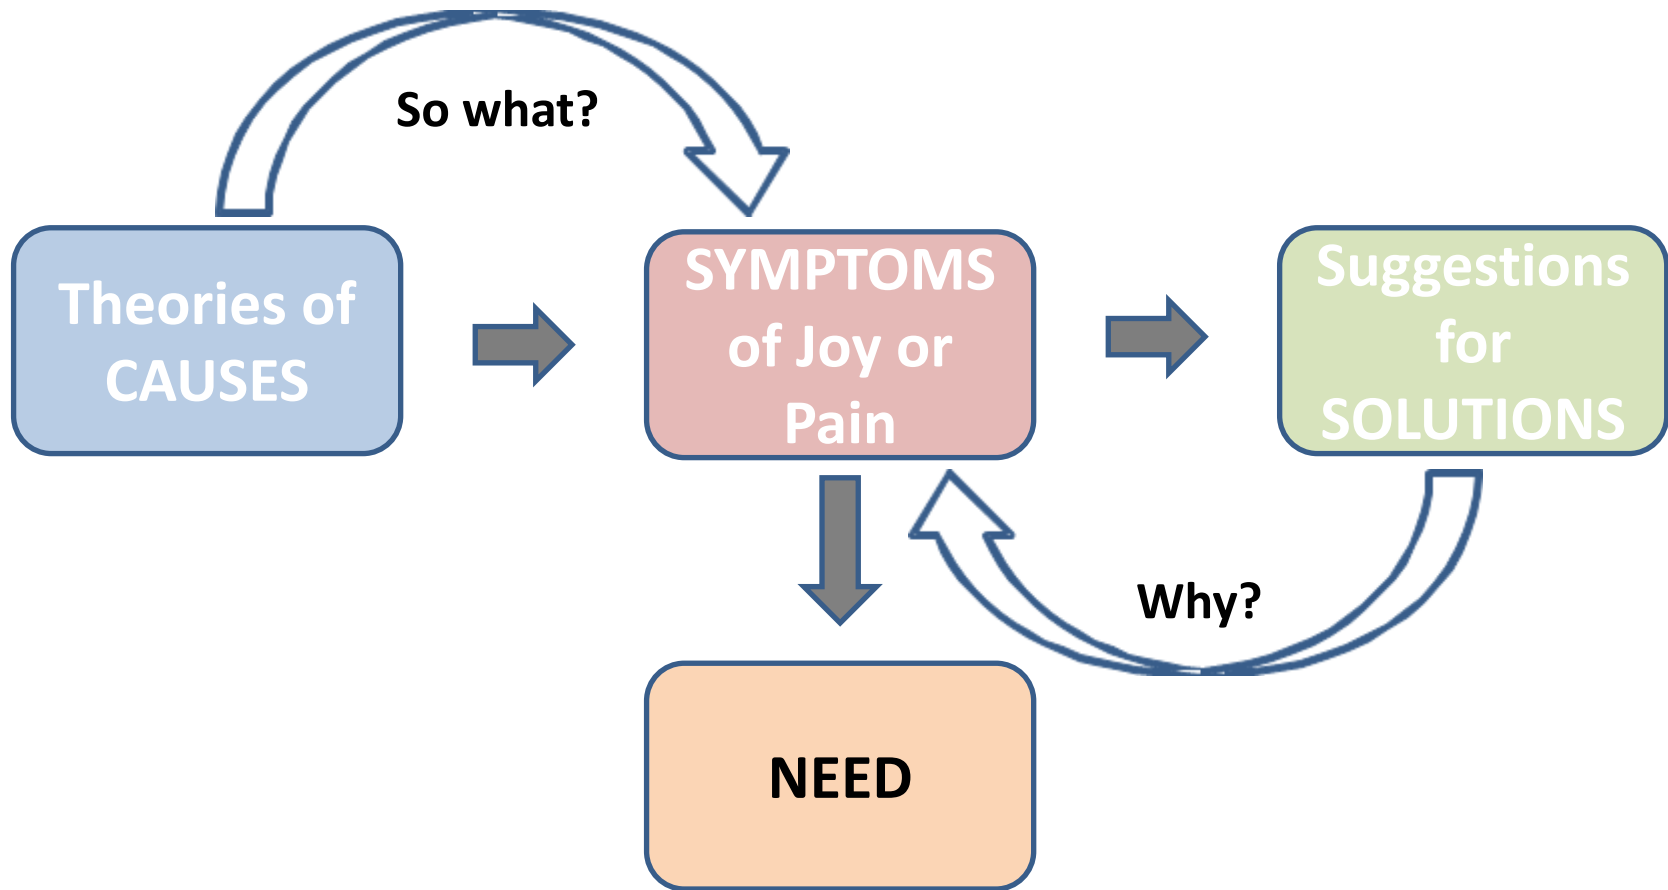 So what?
Theories of
CAUSES
SYMPTOMS
of Joy or
Pain
Suggestions
for
SOLUTIONS
Why?
NEED